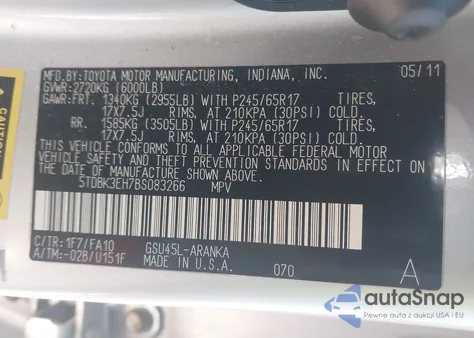 MFD.BY:TOYOTA MOTOR MANUFACTURING, INDIANA, INC. 05/11
GVWR:2720KG (6000LB)
GAWR:FRT. 1340KG (2955LB) WITH P245/65R17 TIRES,
17X7.5J RIMS, AT 210KPA (30PSI) COLD
RR. 1585KG (3505LB) WITH P245/65R17 TIRES,
17X7.5J RIMS, AT 210KPA (30PSI) COLD
THIS VEHICLE CONFORMS TO ALL APPLICABLE FEDERAL MOTOR
VEHICLE SAFETY AND THEFT PREVENTION STANDARDS IN EFFECT
ON THE DATE OF MANUFACTURE SHOWN ABOVE.
5TDBK3EH7BS083266 MPV
C/TR:1F7/FA10 GSU45L-ARANKA
A/TM:-02B/U151F MADE IN U.S.A. 070 A
CAUTION
autoSnap
Pewne auta z aukcji USA i EU